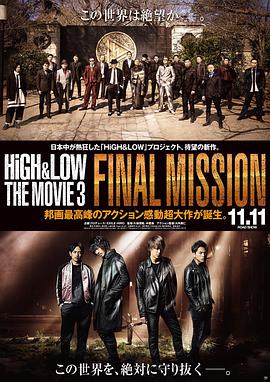 この世界は絶望か——。
日本中が熱狂した「HiGH&LOW」プロジェクト、待望の新作。
HiGH&LOW
THE MOVIE 3
FINAL MISSION
邦画最高峰のアクション感動超大作が誕生。
11.11
ROAD SHOW
この世界を、絶対に守り抜く——。